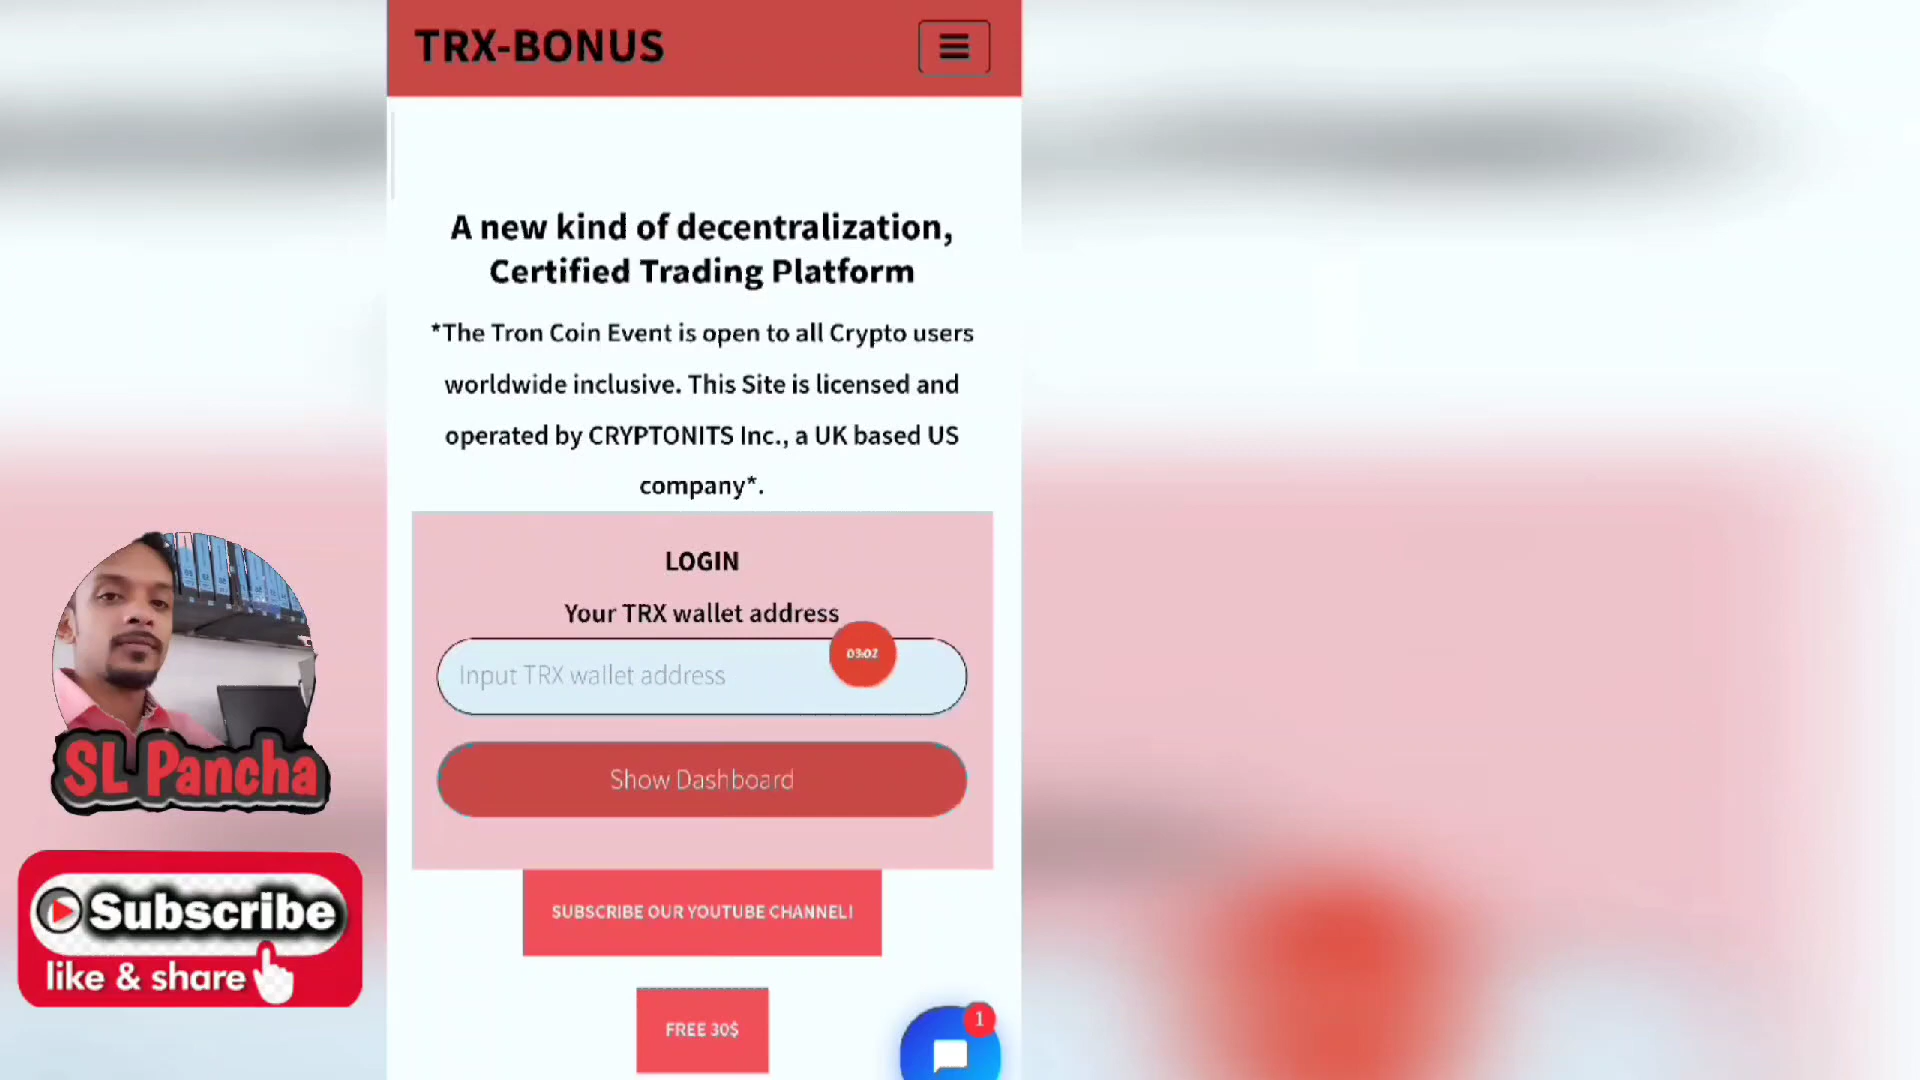 TRX-BONUS
A new kind of decentralization,
Certified Trading Platform
*The Tron Coin Event is open to all Crypto users
worldwide inclusive. This Site is licensed and
operated by CRYPTONITS Inc., a UK based US
company*.
LOGIN
Your TRX wallet address
03:02
Input TRX wallet address
Show Dashboard
SUBSCRIBE OUR YOUTUBE CHANNEL!
FREE 30$
1
SL Pancha
Subscribe
like & share